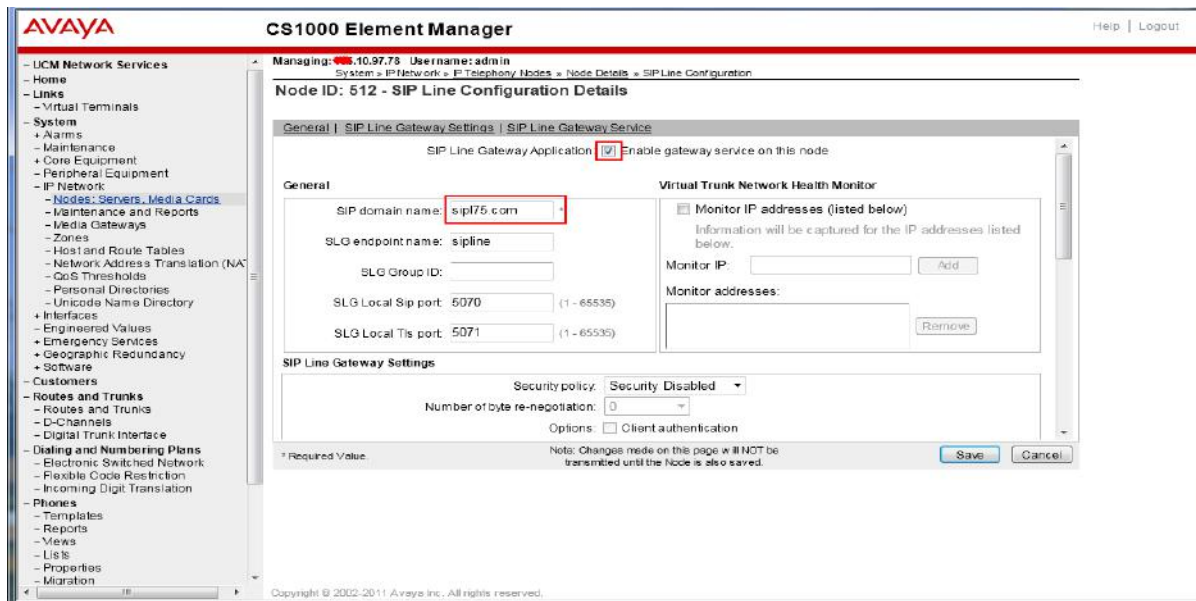 AVAYA
CS1000 Element Manager
Help | Logout
- UCM Network Services
- Home
- Links
- Virtual Terminals
- System
+ Alarms
- Maintenance
+ Core Equipment
- Peripheral Equipment
- IP Network
- Nodes: Servers, Media Cards
- Maintenance and Reports
- Media Gateways
- Zones
- Host and Route Tables
- Network Address Translation (NA
- QoS Thresholds
- Personal Directories
- Unicode Name Directory
+ Interfaces
- Engineered Values
+ Emergency Services
+ Geographic Redundancy
+ Software
- Customers
- Routes and Trunks
- Routes and Trunks
- D-Channels
- Digital Trunk Interface
- Dialing and Numbering Plans
- Electronic Switched Network
- Flexible Code Restriction
- Incoming Digit Translation
- Phones
- Templates
- Reports
- Views
- Lists
- Properties
- Migration
Managing: .10.97.78 Username: admin
System » IP Network » IP Telephony Nodes » Node Details » SIP Line Configuration
Node ID: 512 - SIP Line Configuration Details
General | SIP Line Gateway Settings | SIP Line Gateway Service
SIP Line Gateway Application: Enable gateway service on this node
General
SIP domain name: sipl75.com *
SLG endpoint name: sipline
SLG Group ID:
SLG Local Sip port: 5070 (1 - 65535)
SLG Local Tls port: 5071 (1 - 65535)
Virtual Trunk Network Health Monitor
Monitor IP addresses (listed below)
Information will be captured for the IP addresses listed
below.
Monitor IP: Add
Monitor addresses:
Remove
SIP Line Gateway Settings
Security policy: Security Disabled
Number of byte re-negotiation: 0
Options: Client authentication
* Required Value.
Note: Changes made on this page will NOT be
transmitted until the Node is also saved.
Save Cancel
Copyright © 2002-2011 Avaya Inc. All rights reserved.